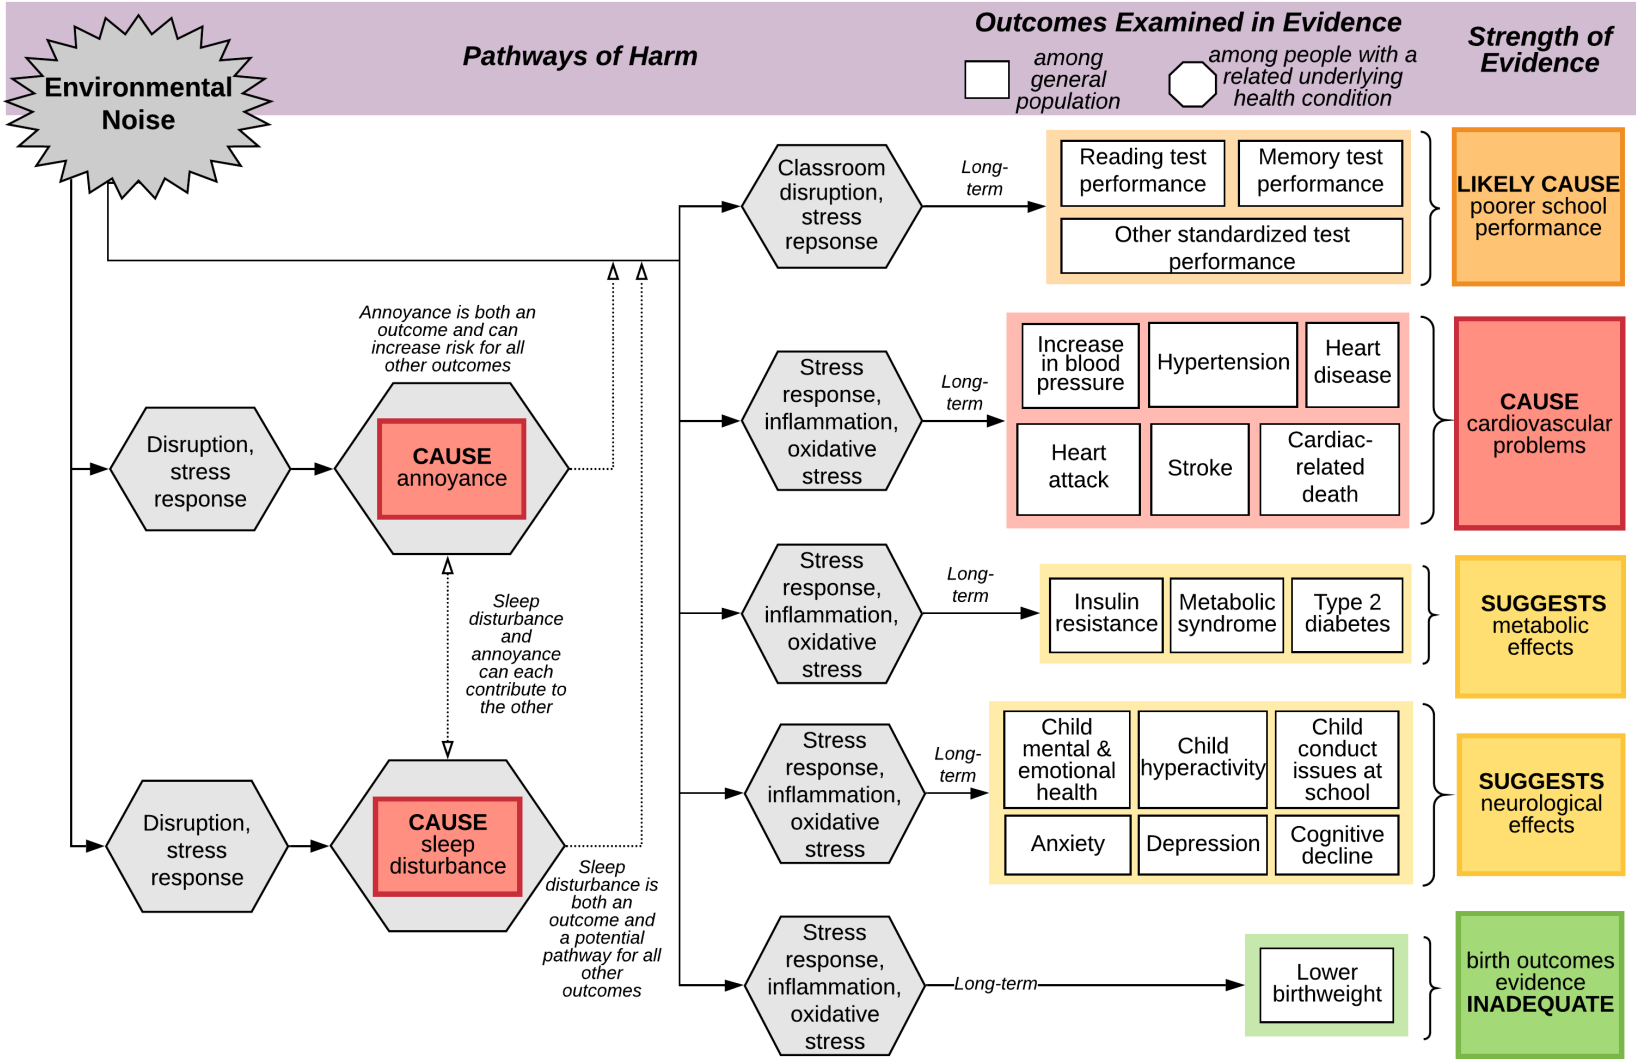 Environmental
Noise
Pathways of Harm
Outcomes Examined in Evidence
among
general
population
among people with a
related underlying
health condition
Strength of
Evidence
Classroom
disruption,
stress
repsonse
Long-
term
Reading test
performance
Memory test
performance
Other standardized test
performance
LIKELY CAUSE
poorer school
performance
Annoyance is both an
outcome and can
increase risk for all
other outcomes
Disruption,
stress
response
CAUSE
annoyance
Stress
response,
inflammation,
oxidative
stress
Long-
term
Increase
in blood
pressure
Hypertension
Heart
disease
Heart
attack
Stroke
Cardiac-
related
death
CAUSE
cardiovascular
problems
Sleep
disturbance
and
annoyance
can each
contribute to
the other
Stress
response,
inflammation,
oxidative
stress
Long-
term
Insulin
resistance
Metabolic
syndrome
Type 2
diabetes
SUGGESTS
metabolic
effects
Disruption,
stress
response
CAUSE
sleep
disturbance
Sleep
disturbance is
both an
outcome and
a potential
pathway for all
other
outcomes
Stress
response,
inflammation,
oxidative
stress
Long-
term
Child
mental &
emotional
health
Child
hyperactivity
Child
conduct
issues at
school
Anxiety
Depression
Cognitive
decline
SUGGESTS
neurological
effects
Stress
response,
inflammation,
oxidative
stress
Long-term
Lower
birthweight
birth outcomes
evidence
INADEQUATE